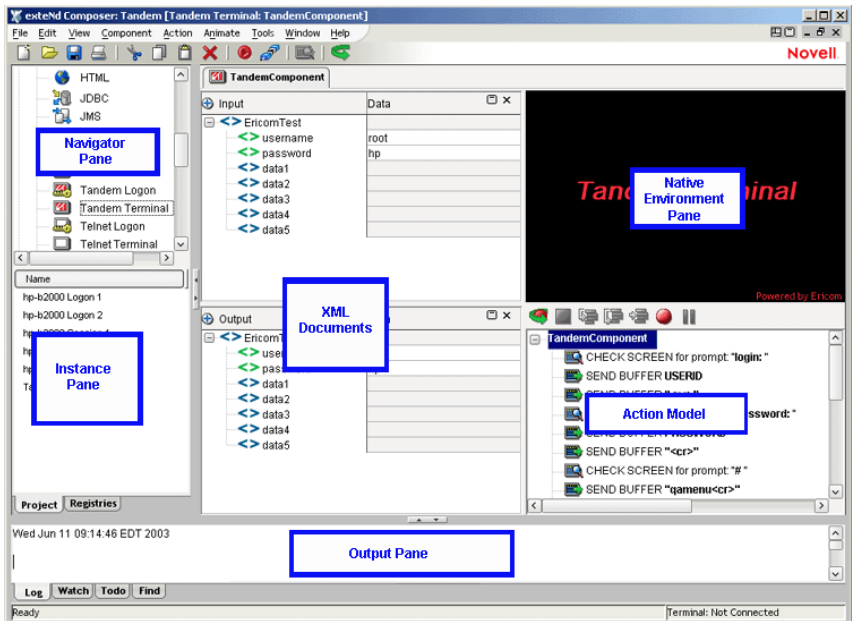 exteNd Composer: Tandem [Tandem Terminal: TandemComponent]
File Edit View Component Action Animate Tools Window Help
Novell
HTML
JDBC
JMS
Navigator Pane
Tandem Logon
Tandem Terminal
Telnet Logon
Telnet Terminal
Name
hp-b2000 Logon 1
hp-b2000 Logon 2
Instance Pane
Project Registries
TandemComponent
Input Data
EricomTest
username root
password hp
data1
data2
data3
data4
data5
XML Documents
Output
data1
data2
data3
data4
data5
Native Environment Pane
Powered by Ericom
TandemComponent
CHECK SCREEN for prompt: "login: "
SEND BUFFER USERID
SEND BUFFER
Action Model
SEND BUFFER "<cr>"
CHECK SCREEN for prompt: "# "
SEND BUFFER "qamenu<cr>"
Wed Jun 11 09:14:46 EDT 2003
Output Pane
Log Watch Todo Find
Ready Terminal: Not Connected